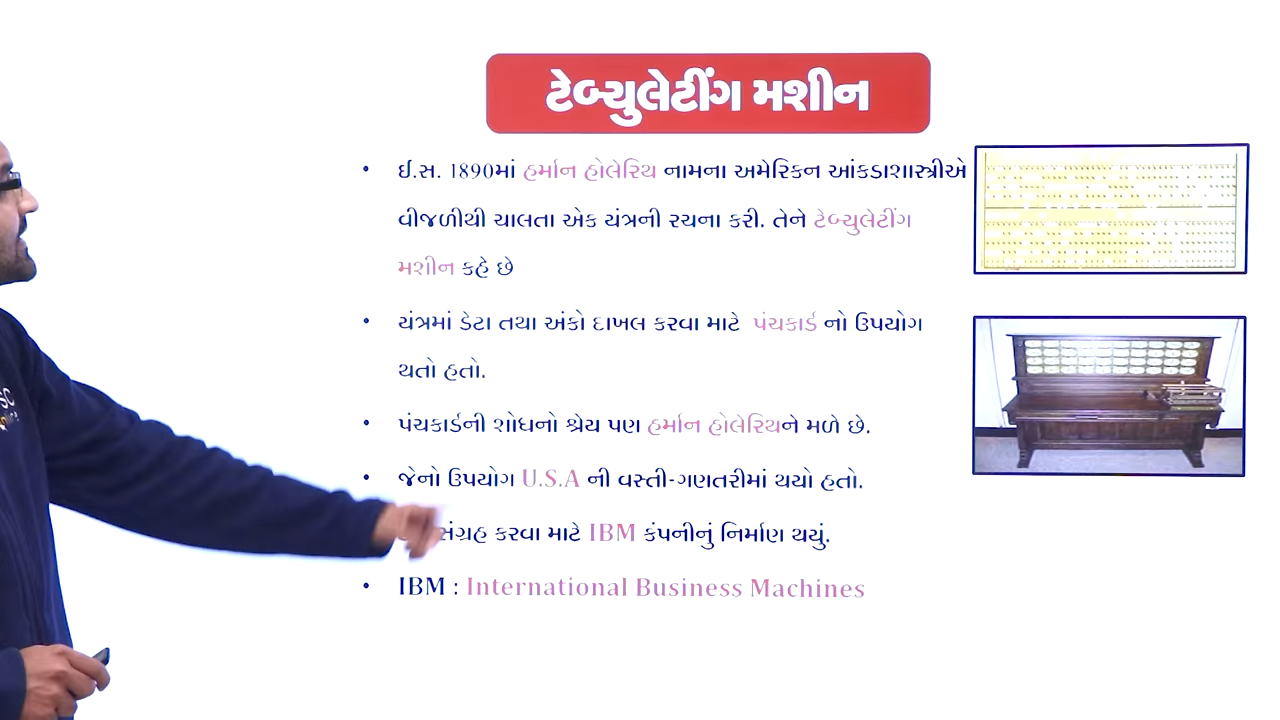 ટેબ્યુલેટીંગ મશીન
• ઈ.સ. 1890માં હર્માન હોલેરિથ નામના અમેરિકન આંકડાશાસ્ત્રીએ
વીજળીથી ચાલતા એક યંત્રની રચના કરી. તેને ટેબ્યુલેટીંગ
મશીન કહે છે
• યંત્રમાં ડેટા તથા અંકો દાખલ કરવા માટે પંચકાર્ડ નો ઉપયોગ
થતો હતો.
• પંચકાર્ડની શોધનો શ્રેય પણ હર્માન હોલેરિથને મળે છે.
• જેનો ઉપયોગ U.S.A ની વસ્તી-ગણતરીમાં થયો હતો.
સંગ્રહ કરવા માટે IBM કંપનીનું નિર્માણ થયું.
• IBM : International Business Machines